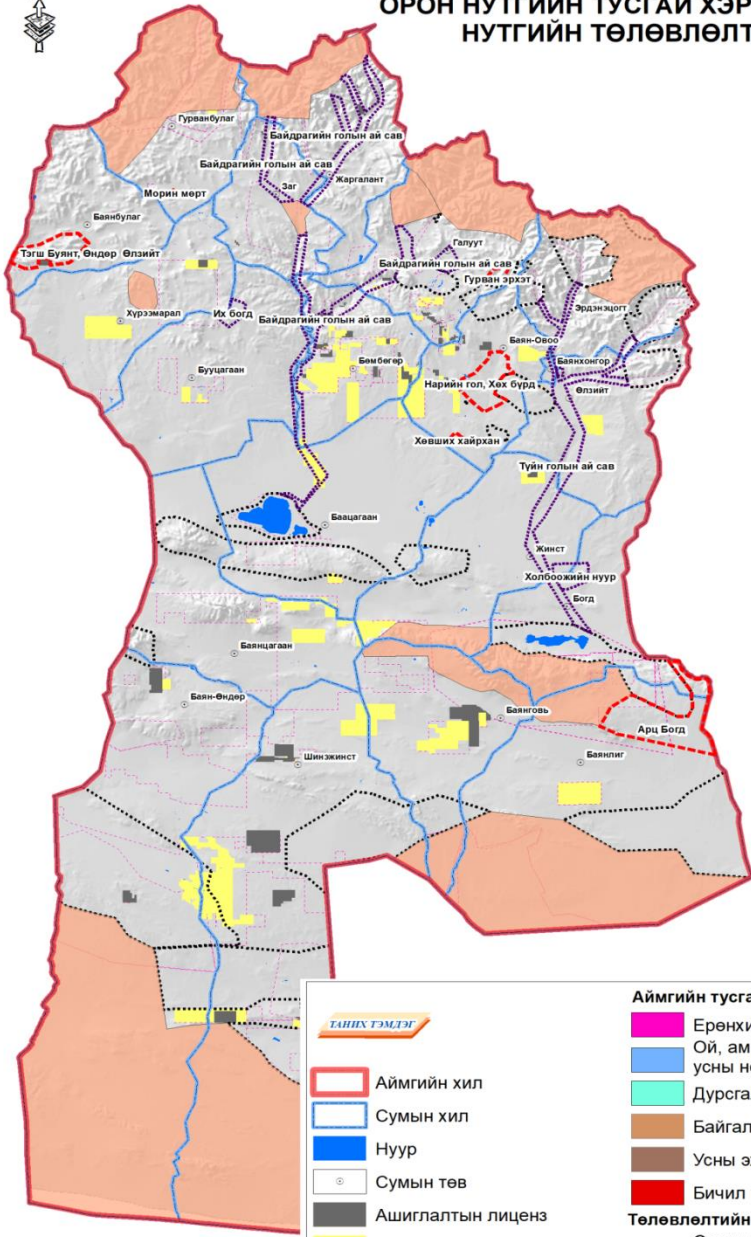 ОРОН НУТГИЙН ТУСГАЙ ХЭР
НУТГИЙН ТӨЛӨВЛӨЛТ
Гурванбулаг
Байдрагийн голын ай сав
Байдрагийн голын ай сав
Жаргалант
Заг
Морин мөрт
Баянбулаг
Тэгш Буянт, Өндөр Өлзийт
Галуут
Байдрагийн голын ай сав
Гурван эрхэт
Эрдэнэцогт
Хүрээмарал
Их богд
Байдрагийн голын ай сав
Баян-Овоо
Баянхонгор
Бөмбөгөр
Бууцагаан
Нарийн гол, Хөх бүрд
Өлзийт
Хөвших хайрхан
Түйн голын ай сав
Баацагаан
Жинст
Холбоожийн нуур
Богд
Баянцагаан
Баян-Өндөр
Баянговь
Арц Богд
Шинэжинст
Баянлиг
ТАНИХ ТЭМДЭГ
Аймгийн хил
Сумын хил
Нуур
Сумын төв
Ашиглалтын лиценз
Аймгийн тусга
Ерөнхи
Ой, ам
усны н
Дурсга
Байгал
Усны э
Бичил
Төлөвлөлтийн